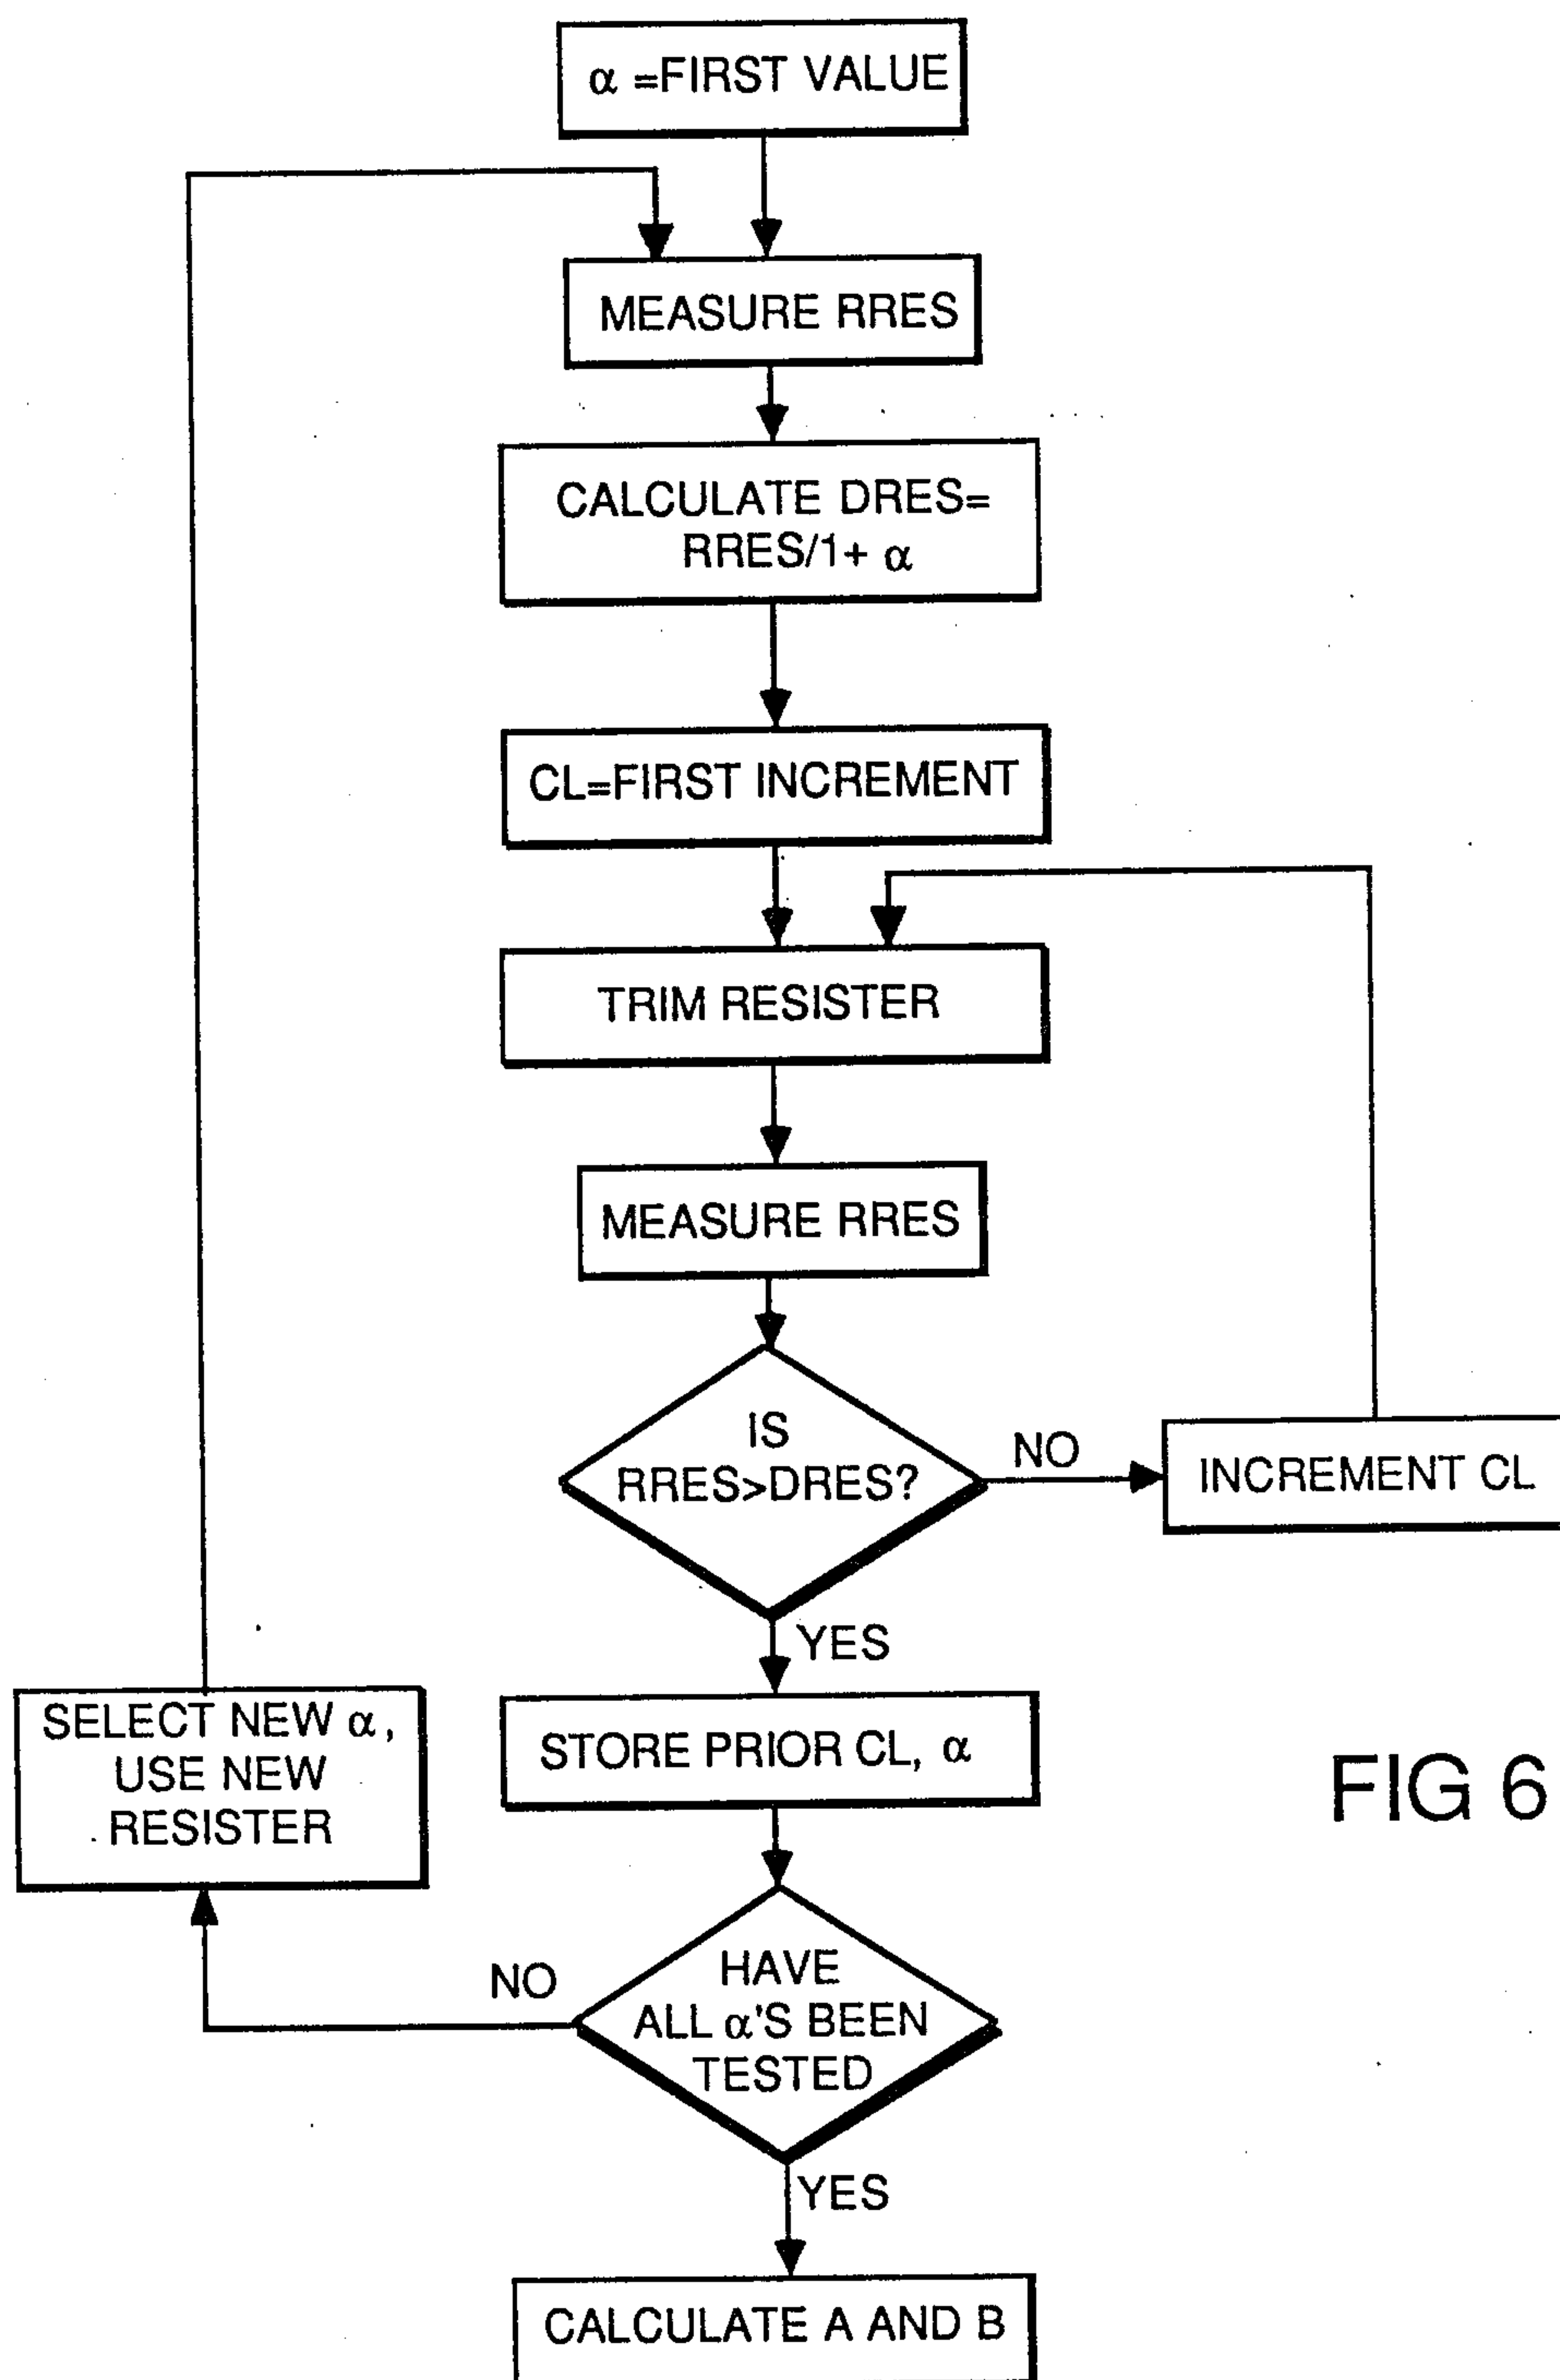 α =FIRST VALUE
MEASURE RRES
CALCULATE DRES=
RRES/1+ α
CL=FIRST INCREMENT
TRIM RESISTER
MEASURE RRES
IS
RRES>DRES?
NO
INCREMENT CL
YES
STORE PRIOR CL, α
SELECT NEW α,
USE NEW
RESISTER
FIG 6
HAVE
ALL α'S BEEN
TESTED
NO
YES
CALCULATE A AND B